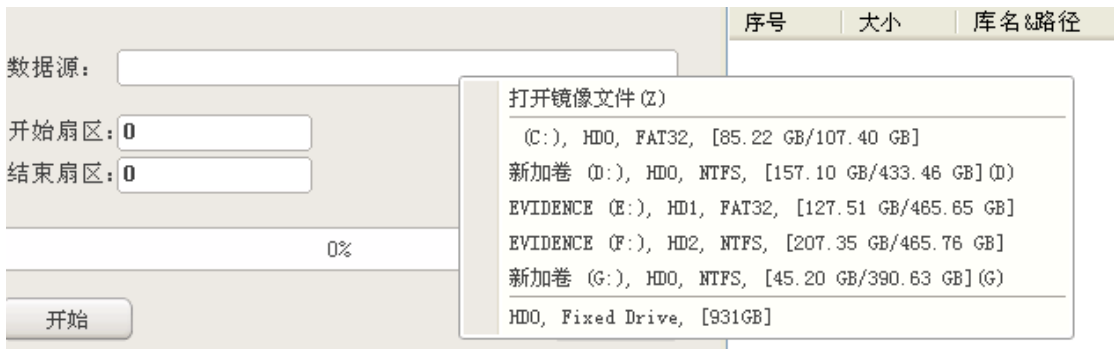 序号 大小 库名&路径
数据源:
打开镜像文件(Z)
开始扇区: 0
(C:), HD0, FAT32, [85.22 GB/107.40 GB]
结束扇区: 0
新加卷 (D:), HD0, NTFS, [157.10 GB/433.46 GB](D)
EVIDENCE (E:), HD1, FAT32, [127.51 GB/465.65 GB]
0%
EVIDENCE (F:), HD2, NTFS, [207.35 GB/465.76 GB]
新加卷 (G:), HD0, NTFS, [45.20 GB/390.63 GB](G)
开始
HD0, Fixed Drive, [931GB]